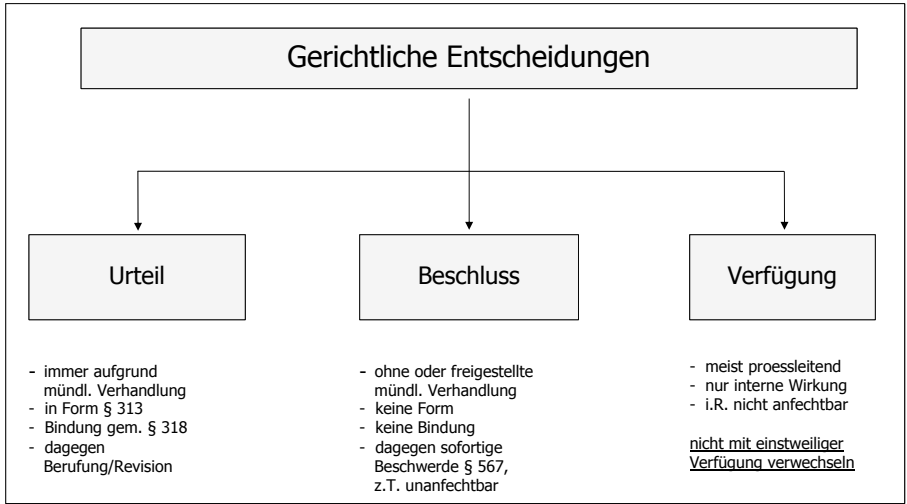 Gerichtliche Entscheidungen
Urteil
- immer aufgrund
mündl. Verhandlung
- in Form § 313
- Bindung gem. § 318
- dagegen
Berufung/Revision
Beschluss
- ohne oder freigestellte
mündl. Verhandlung
- keine Form
- keine Bindung
- dagegen sofortige
Beschwerde § 567,
z.T. unanfechtbar
Verfügung
- meist proessleitend
- nur interne Wirkung
- i.R. nicht anfechtbar
nicht mit einstweiliger
Verfügung verwechseln